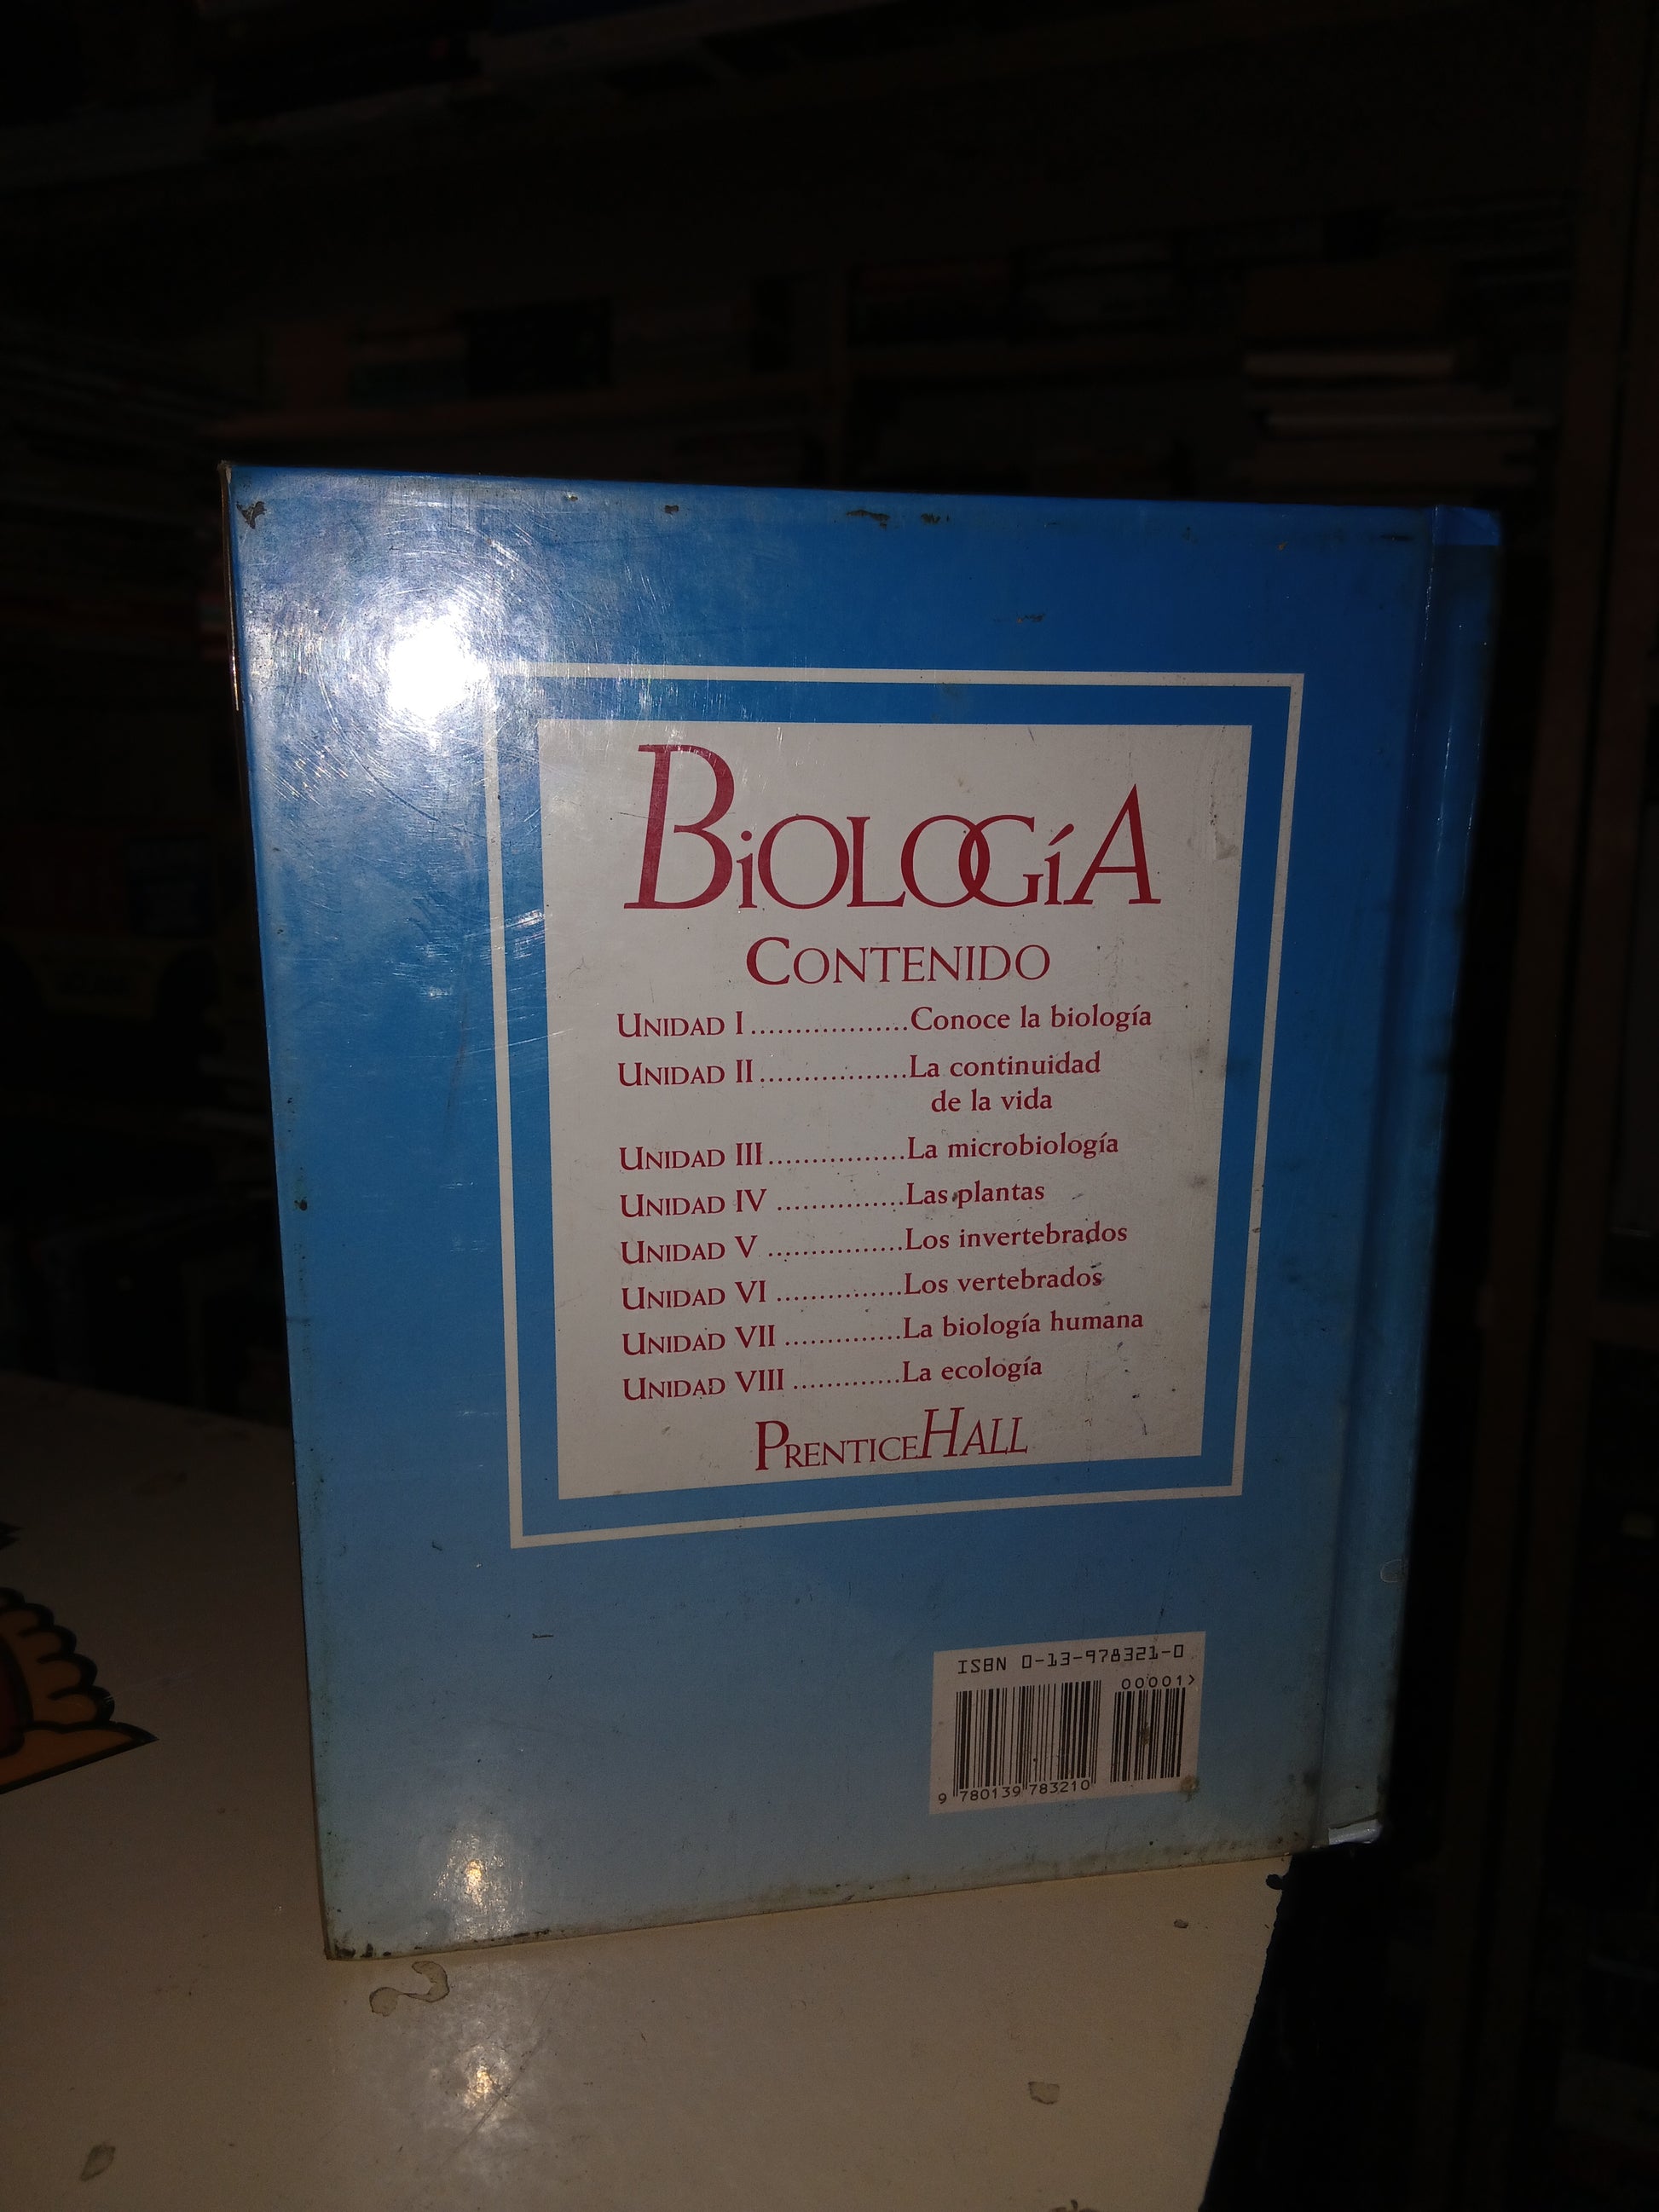 BiOLOGíA
CONTENIDO
UNIDAD I..................Conoce la biología
UNIDAD II.................La continuidad
de la vida
UNIDAD III................La microbiología
UNIDAD IV ...............Las plantas
UNIDAD V ................Los invertebrados
UNIDAD VI ...............Los vertebrados
UNIDAD VII ..............La biología humana
UNIDAD VIII .............La ecología
PRENTICE HALL
ISBN 0-13-978321-0
00001>
9 780139 783210